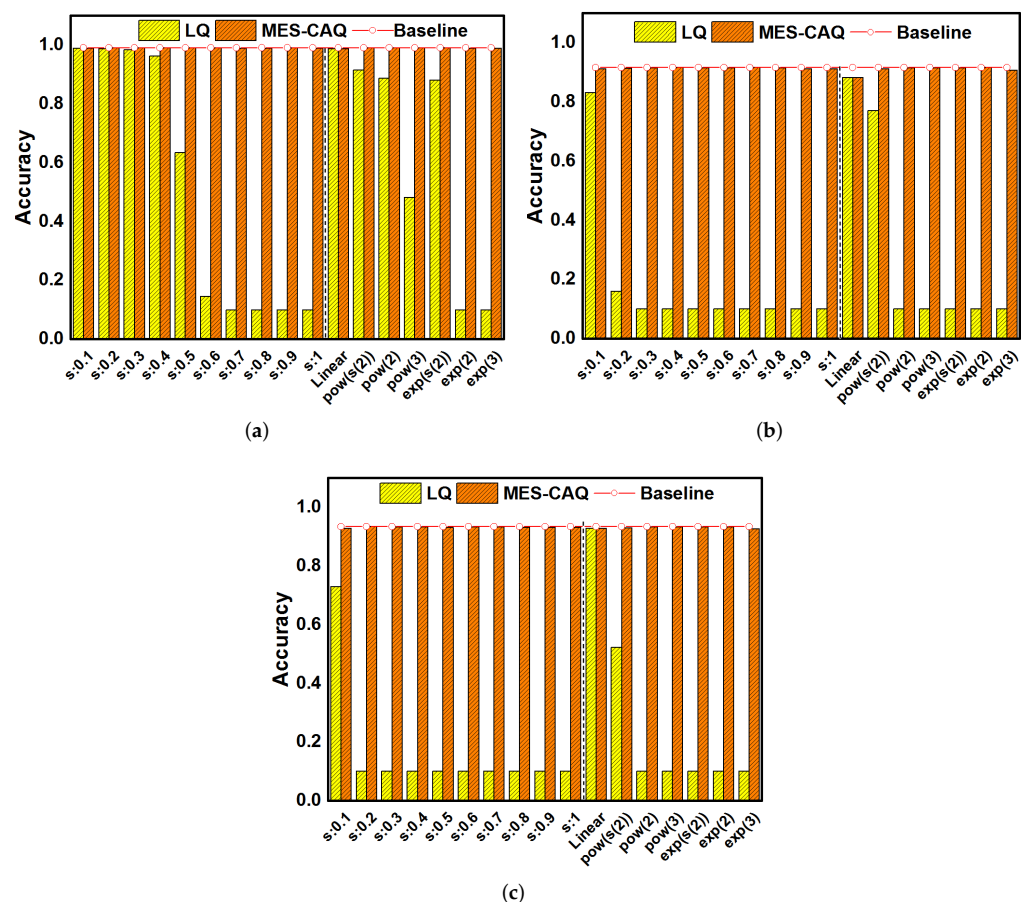 LQ MES-CAQ Baseline
1.0
0.8
0.6
0.4
0.2
0.0
Accuracy
s:0.1 s:0.2 s:0.3 s:0.4 s:0.5 s:0.6 s:0.7 s:0.8 s:0.9 s:1 Linear pow(s(2)) pow(2) pow(3) exp(s(2)) exp(2) exp(3)
(a)
LQ MES-CAQ Baseline
1.0
0.8
0.6
0.4
0.2
0.0
Accuracy
s:0.1 s:0.2 s:0.3 s:0.4 s:0.5 s:0.6 s:0.7 s:0.8 s:0.9 s:1 Linear pow(s(2)) pow(2) pow(3) exp(s(2)) exp(2) exp(3)
(b)
LQ MES-CAQ Baseline
1.0
0.8
0.6
0.4
0.2
0.0
Accuracy
s:0.1 s:0.2 s:0.3 s:0.4 s:0.5 s:0.6 s:0.7 s:0.8 s:0.9 s:1 Linear pow(s(2)) pow(2) pow(3) exp(s(2)) exp(2) exp(3)
(c)